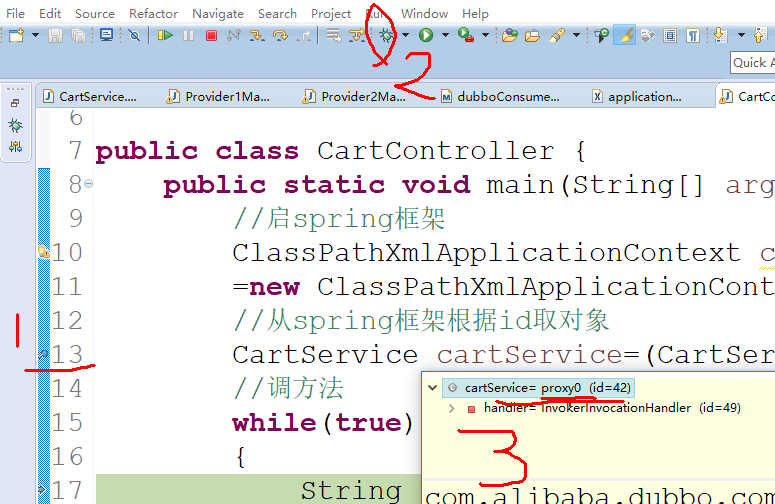 File Edit Source Refactor Navigate Search Project Run Window Help
2
Quick A
CartService.... Provider1Ma... Provider2Ma... dubboConsume... application... CartCo
6
7 public class CartController {
8 public static void main(String[] arg
9 //启spring框架
10 ClassPathXmlApplicationContext c
11 =new ClassPathXmlApplicationCont
12 //从spring框架根据id取对象
1
13 CartService cartService=(CartSer
14 //调方法
cartService= proxy0 (id=42)
15 while(true)
handler= InvokerInvocationHandler (id=49)
16 {
3
17 String
com.alibaba.dubbo.com